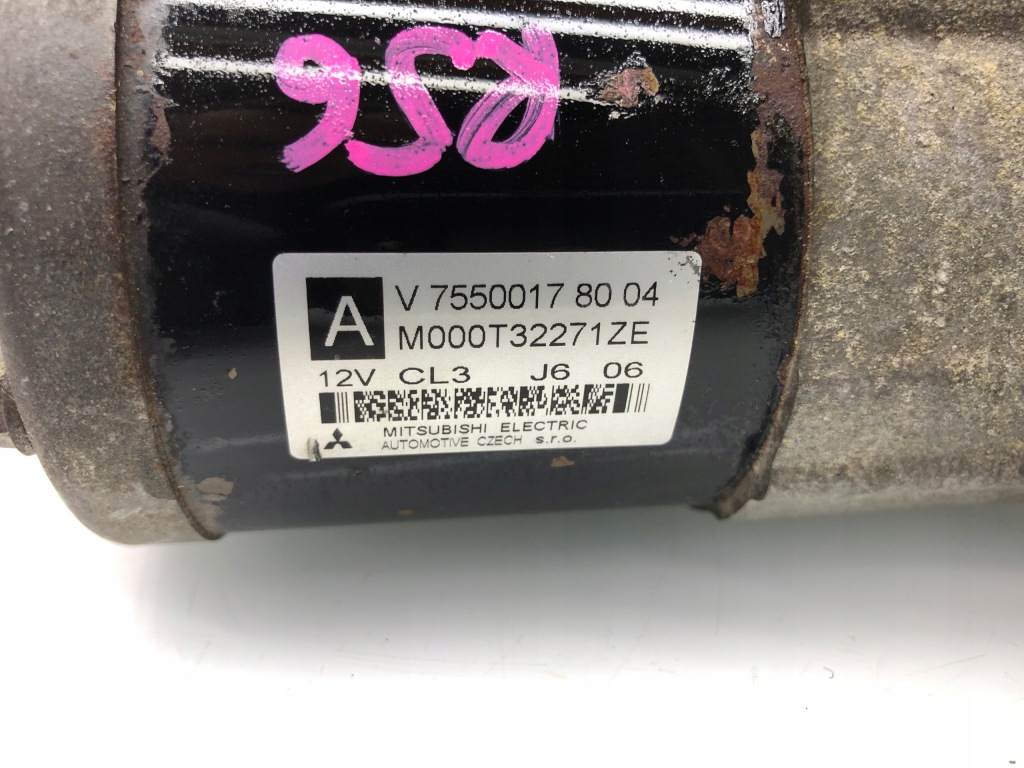 R56
A
V 7550017 80 04
M000T32271ZE
12V CL3 J6 06
MITSUBISHI ELECTRIC
AUTOMOTIVE CZECH s.r.o.